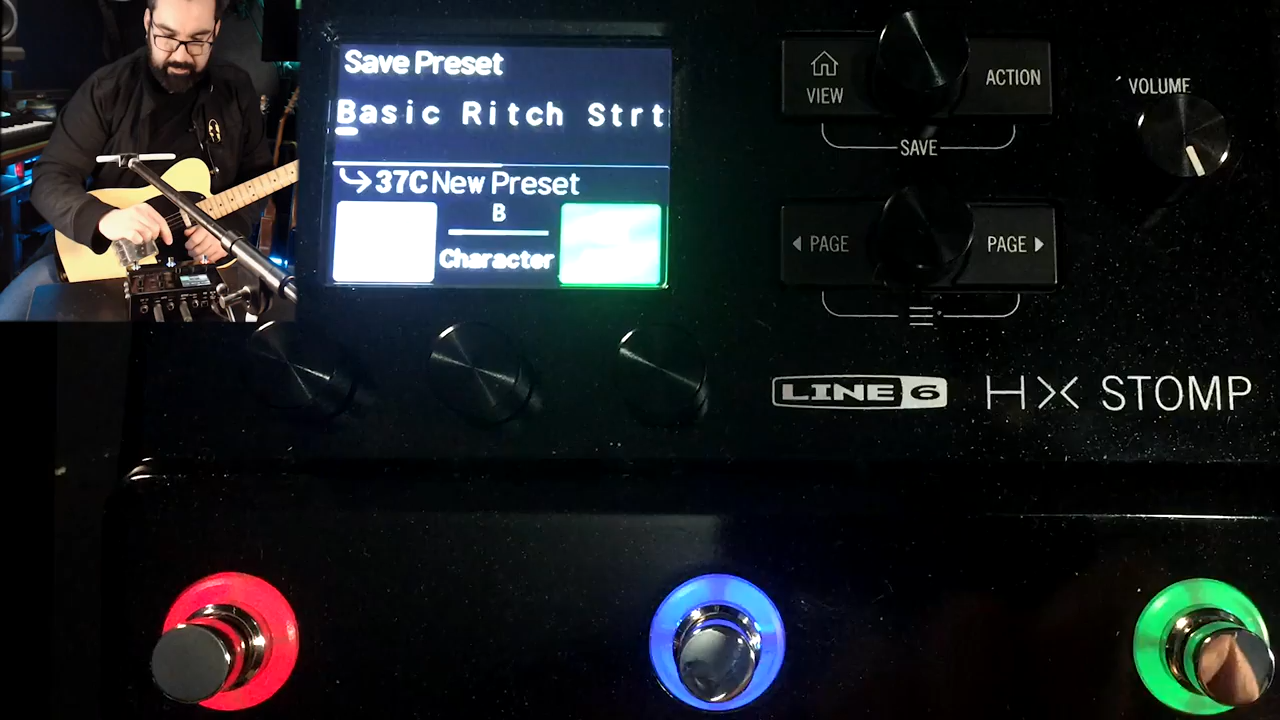 Save Preset
Basic Ritch Strt
37C New Preset
B
Character
VIEW
ACTION
SAVE
VOLUME
PAGE
PAGE
LINE 6
HX STOMP